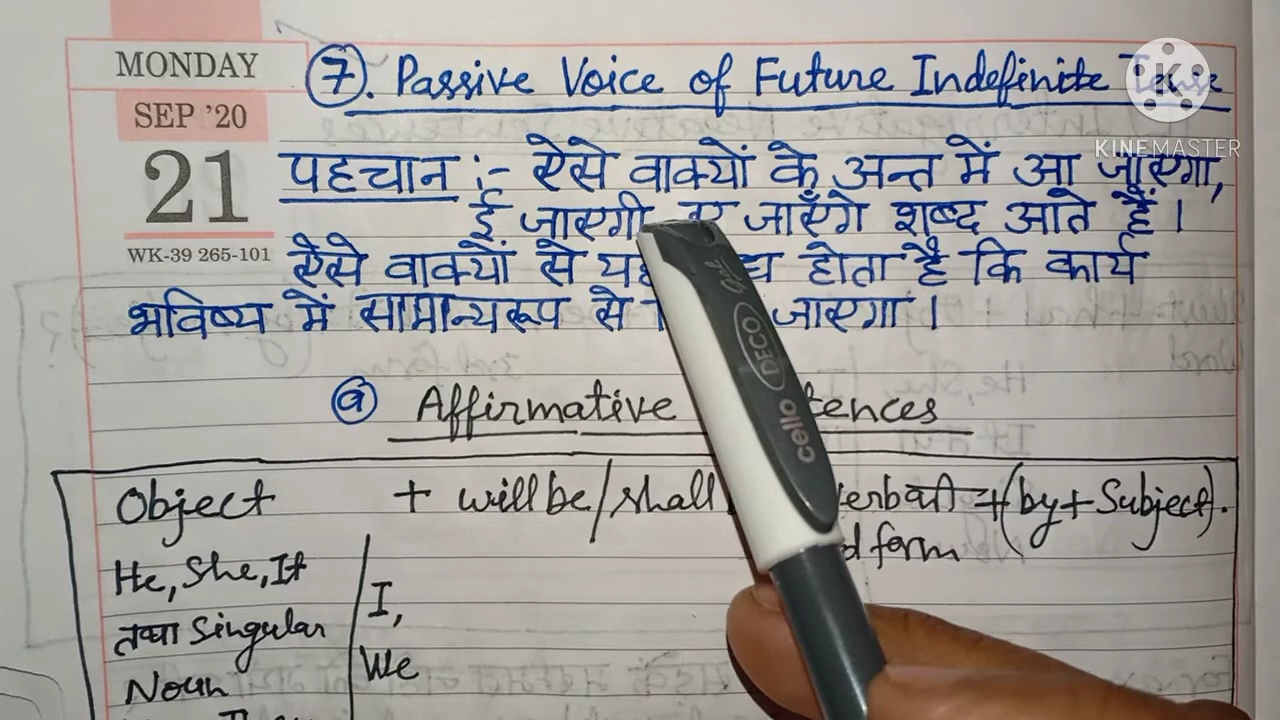 MONDAY
SEP '20
21
WK-39 265-101
7. Passive Voice of Future Indefinite Tense
KINEMASTER
पहचान :- ऐसे वाक्यों के अन्त में आ जाएगा,
ई जाएगी जाएँगे शब्द आते हैं।
ऐसे वाक्यों से होता है कि कार्य
भविष्य में सामान्यरूप से जाएगा।
a Affirmative
Object + will be/shall + (by + Subject).
form
He, She, It
तथा Singular
Noun
I,
We